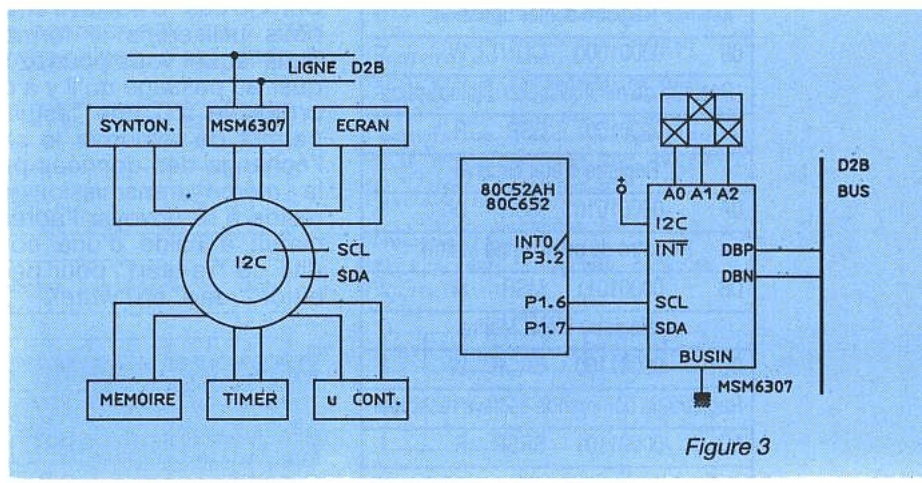 LIGNE D2B
SYNTON.
MSM6307
ECRAN
I2C
SCL
SDA
MEMOIRE
TIMER
u CONT.
80C52AH
80C652
INT0/
P3.2
P1.6
P1.7
A0 A1 A2
I2C
INT
SCL
SDA
DBP
DBN
BUSIN
MSM6307
D2B
BUS
Figure 3